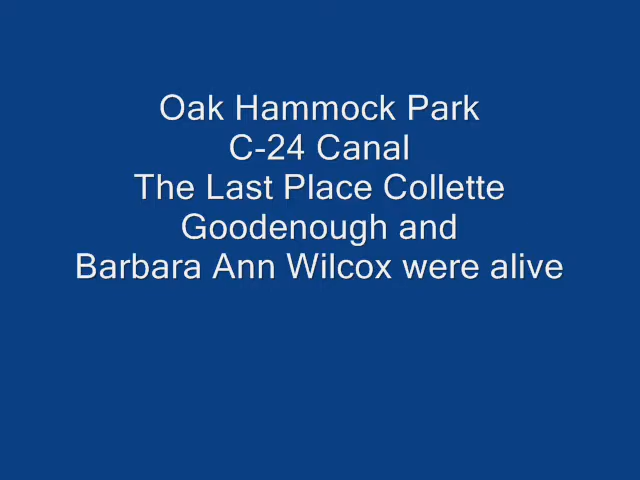 Oak Hammock Park
C-24 Canal
The Last Place Collette
Goodenough and
Barbara Ann Wilcox were alive